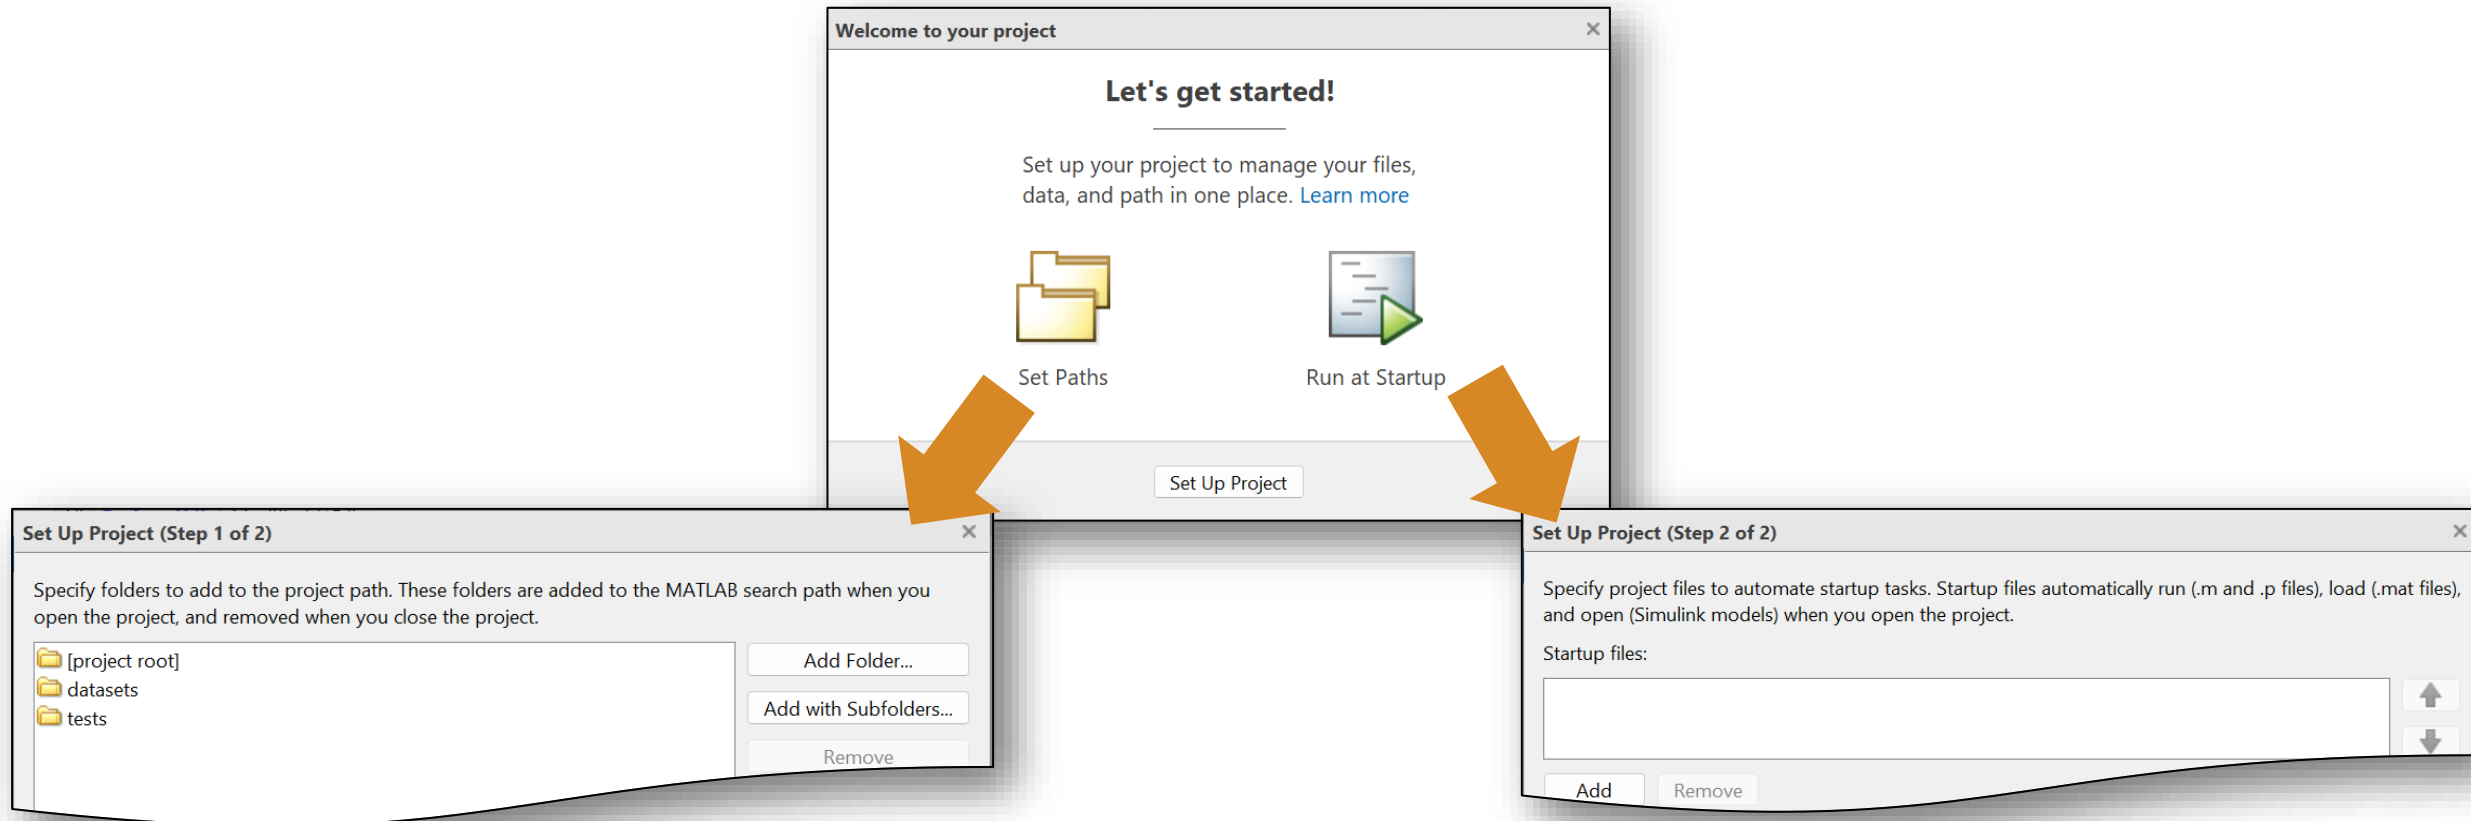 Welcome to your project
Let's get started!
Set up your project to manage your files,
data, and path in one place. Learn more
Set Paths
Run at Startup
Set Up Project
Set Up Project (Step 1 of 2)
Specify folders to add to the project path. These folders are added to the MATLAB search path when you
open the project, and removed when you close the project.
[project root]
datasets
tests
Add Folder...
Add with Subfolders...
Remove
Set Up Project (Step 2 of 2)
Specify project files to automate startup tasks. Startup files automatically run (.m and .p files), load (.mat files),
and open (Simulink models) when you open the project.
Startup files:
Add
Remove